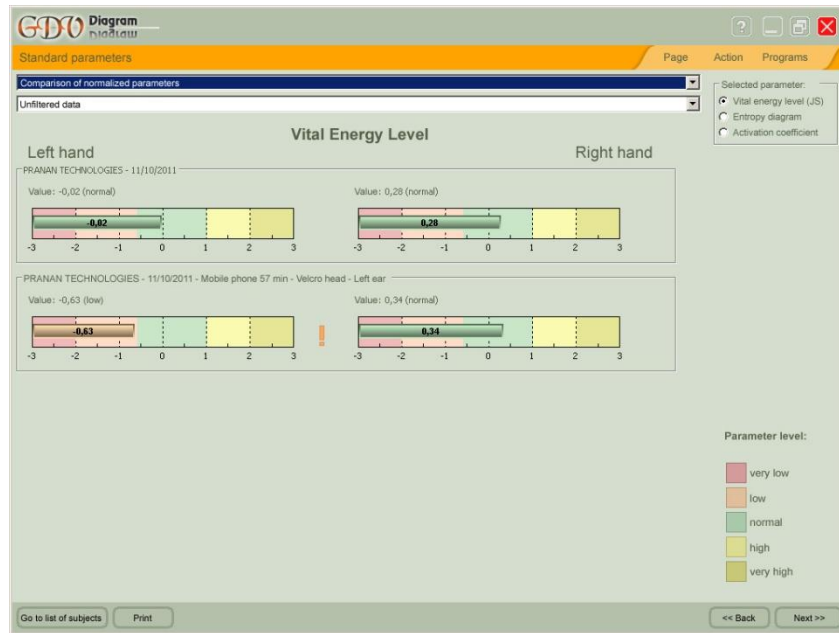 GDV Diagram
Standard parameters
Page Action Programs
Comparison of normalized parameters
Unfiltered data
Selected parameter:
Vital energy level (JS)
Entropy diagram
Activation coefficient
Vital Energy Level
Left hand Right hand
PRANAN TECHNOLOGIES - 11/10/2011
Value: -0,02 (normal) Value: 0,28 (normal)
-0,02 0,28
-3 -2 -1 0 1 2 3 -3 -2 -1 0 1 2 3
PRANAN TECHNOLOGIES - 11/10/2011 - Mobile phone 57 min - Velcro head - Left ear
Value: -0,63 (low) Value: 0,34 (normal)
-0,63 ! 0,34
-3 -2 -1 0 1 2 3 -3 -2 -1 0 1 2 3
Parameter level:
very low
low
normal
high
very high
Go to list of subjects Print << Back Next >>